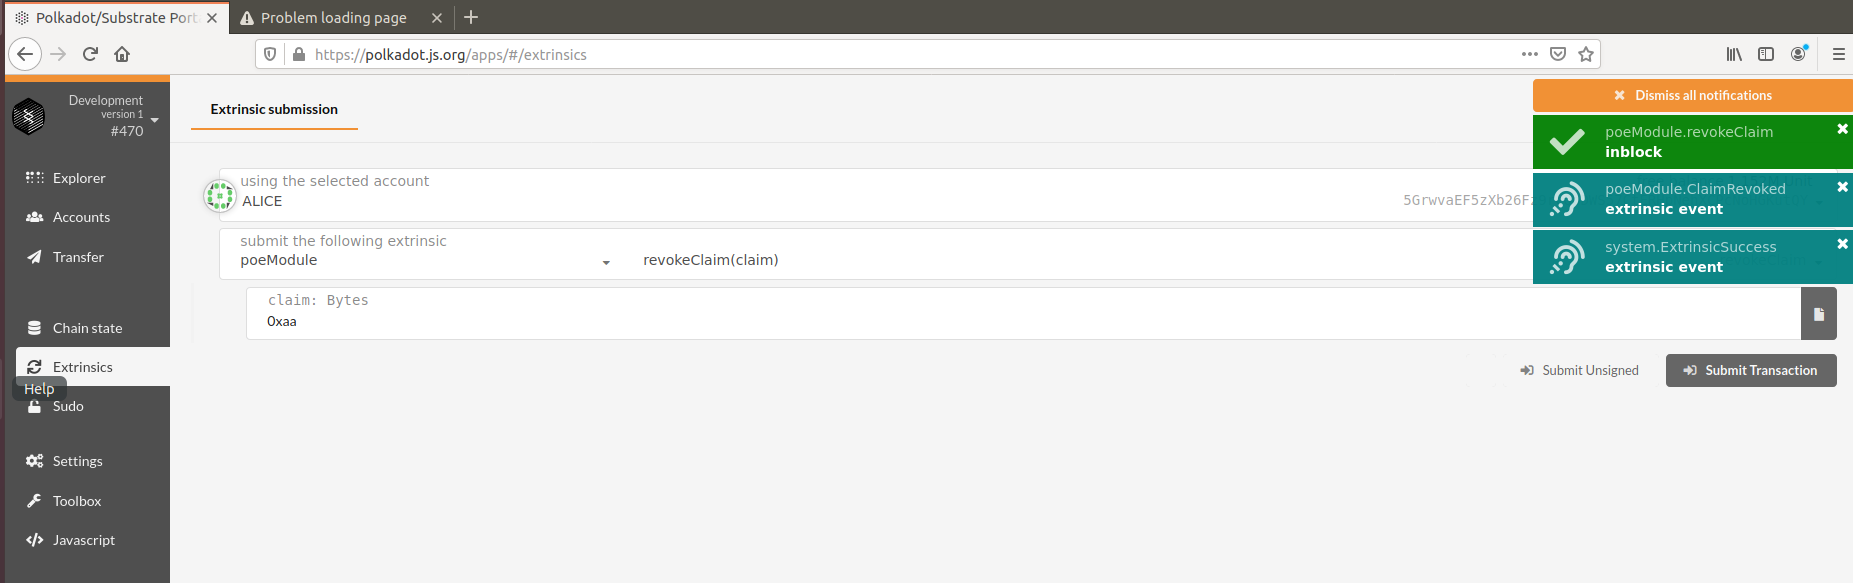 Polkadot/Substrate Port
Problem loading page
https://polkadot.js.org/apps/#/extrinsics
Development
version 1
#470
Explorer
Accounts
Transfer
Chain state
Extrinsics
Help
Sudo
Settings
Toolbox
Javascript
Extrinsic submission
using the selected account
ALICE
5GrwvaEF5zXb26F
submit the following extrinsic
poeModule
revokeClaim(claim)
claim: Bytes
0xaa
Submit Unsigned
Submit Transaction
Dismiss all notifications
poeModule.revokeClaim
inblock
poeModule.ClaimRevoked
extrinsic event
system.ExtrinsicSuccess
extrinsic event